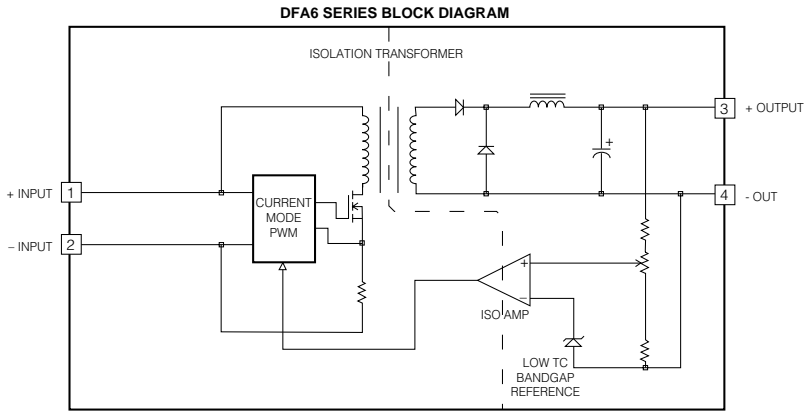 DFA6 SERIES BLOCK DIAGRAM
ISOLATION TRANSFORMER
3 + OUTPUT
+ INPUT 1
4 - OUT
CURRENT
MODE
PWM
– INPUT 2
+
+
–
ISO AMP
LOW TC
BANDGAP
REFERENCE